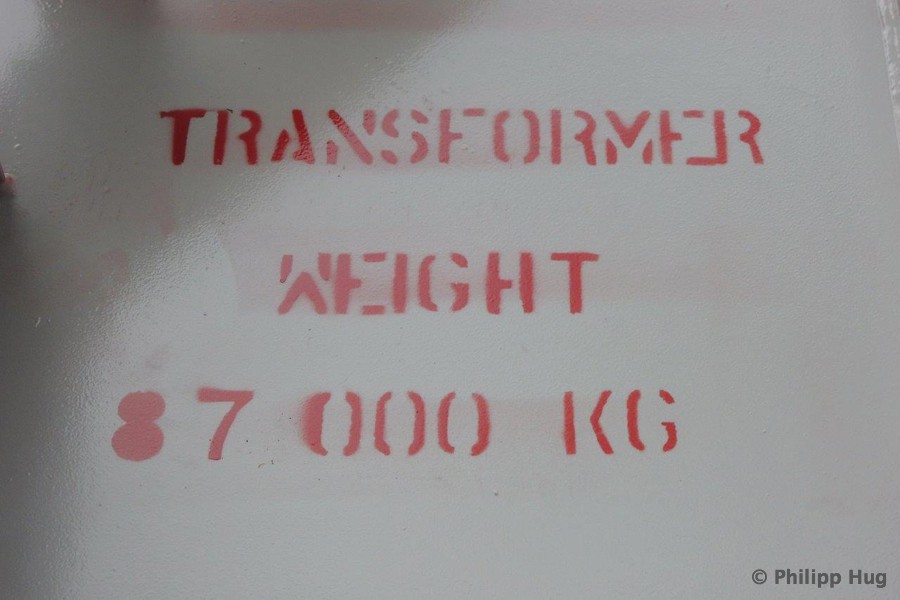 TRANSFORMER
WEIGHT
87 000 KG
© Philipp Hug